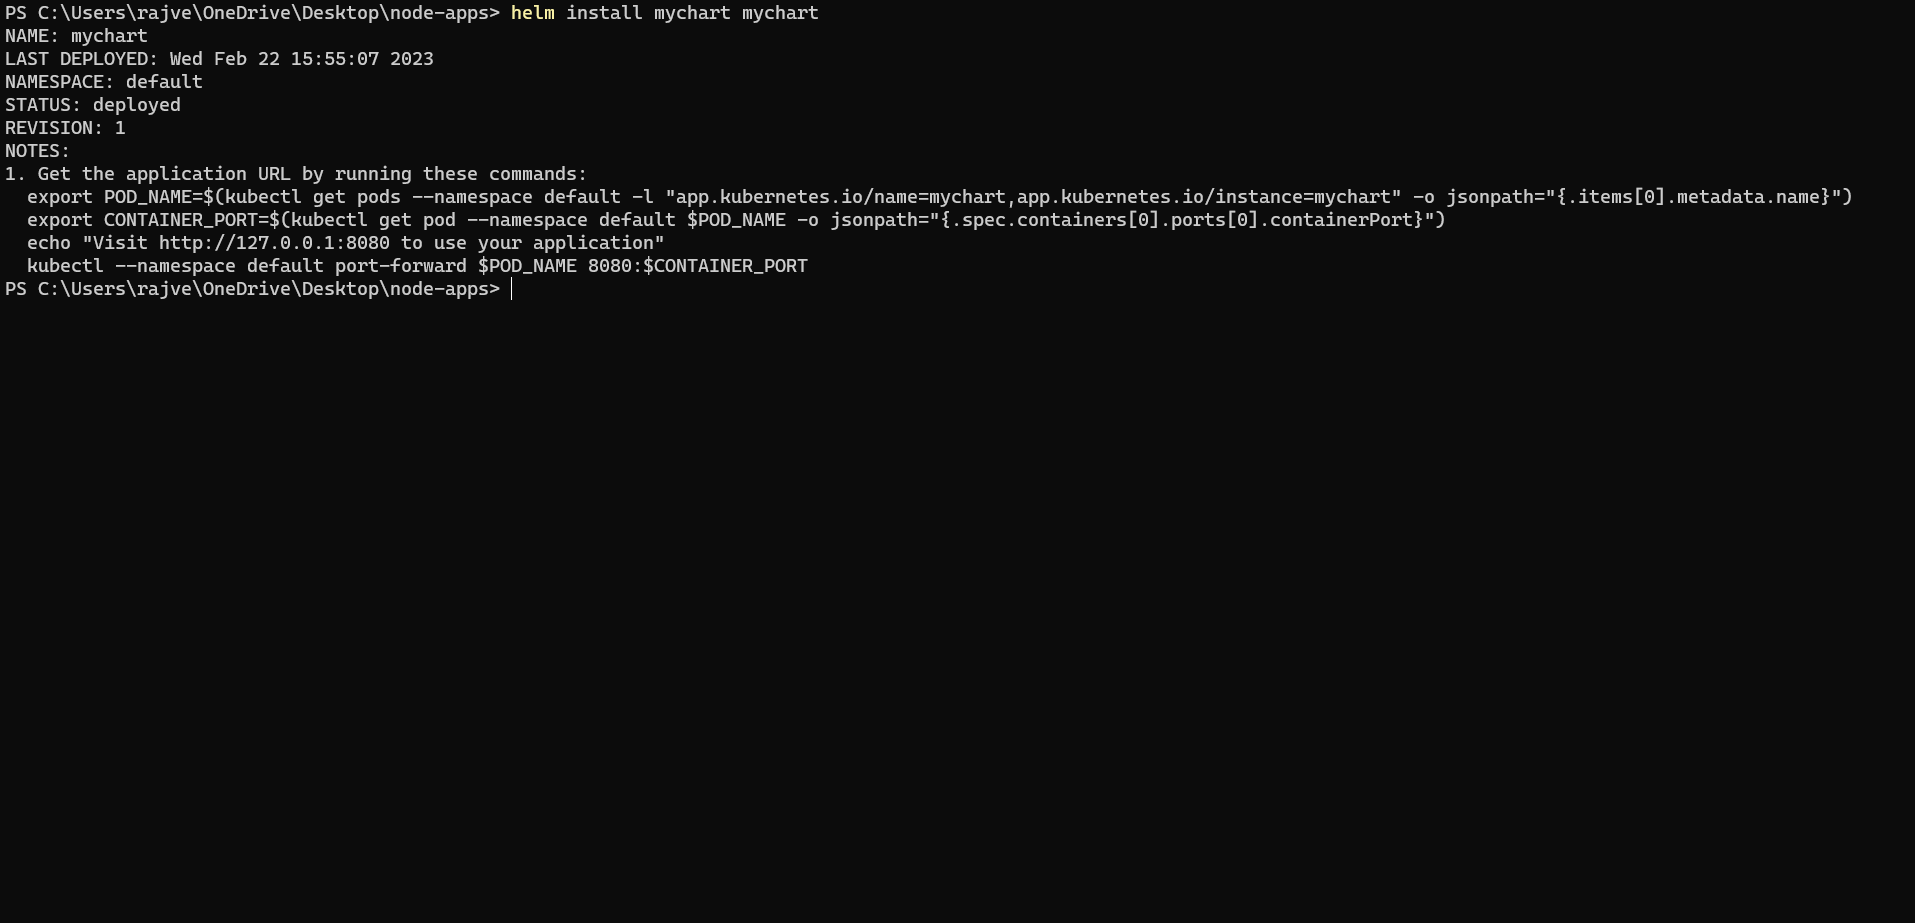 PS C:\Users\rajve\OneDrive\Desktop\node-apps> helm install mychart mychart
NAME: mychart
LAST DEPLOYED: Wed Feb 22 15:55:07 2023
NAMESPACE: default
STATUS: deployed
REVISION: 1
NOTES:
1. Get the application URL by running these commands:
  export POD_NAME=$(kubectl get pods --namespace default -l "app.kubernetes.io/name=mychart,app.kubernetes.io/instance=mychart" -o jsonpath="{.items[0].metadata.name}")
  export CONTAINER_PORT=$(kubectl get pod --namespace default $POD_NAME -o jsonpath="{.spec.containers[0].ports[0].containerPort}")
  echo "Visit http://127.0.0.1:8080 to use your application"
  kubectl --namespace default port-forward $POD_NAME 8080:$CONTAINER_PORT
PS C:\Users\rajve\OneDrive\Desktop\node-apps>